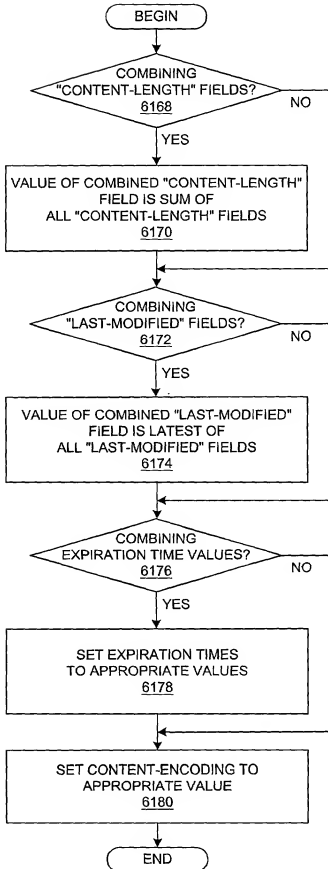 BEGIN
COMBINING
"CONTENT-LENGTH" FIELDS?
6168
NO
YES
VALUE OF COMBINED "CONTENT-LENGTH"
FIELD IS SUM OF
ALL "CONTENT-LENGTH" FIELDS
6170
COMBINING
"LAST-MODIFIED" FIELDS?
6172
NO
YES
VALUE OF COMBINED "LAST-MODIFIED"
FIELD IS LATEST OF
ALL "LAST-MODIFIED" FIELDS
6174
COMBINING
EXPIRATION TIME VALUES?
6176
NO
YES
SET EXPIRATION TIMES
TO APPROPRIATE VALUES
6178
SET CONTENT-ENCODING TO
APPROPRIATE VALUE
6180
END